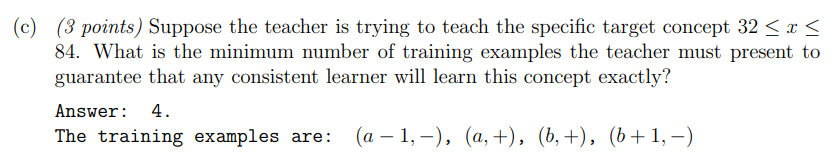 (c) (3 points) Suppose the teacher is trying to teach the specific target concept 32 ≤ x ≤
84. What is the minimum number of training examples the teacher must present to
guarantee that any consistent learner will learn this concept exactly?
Answer: 4.
The training examples are: (a − 1, −), (a, +), (b, +), (b + 1, −)